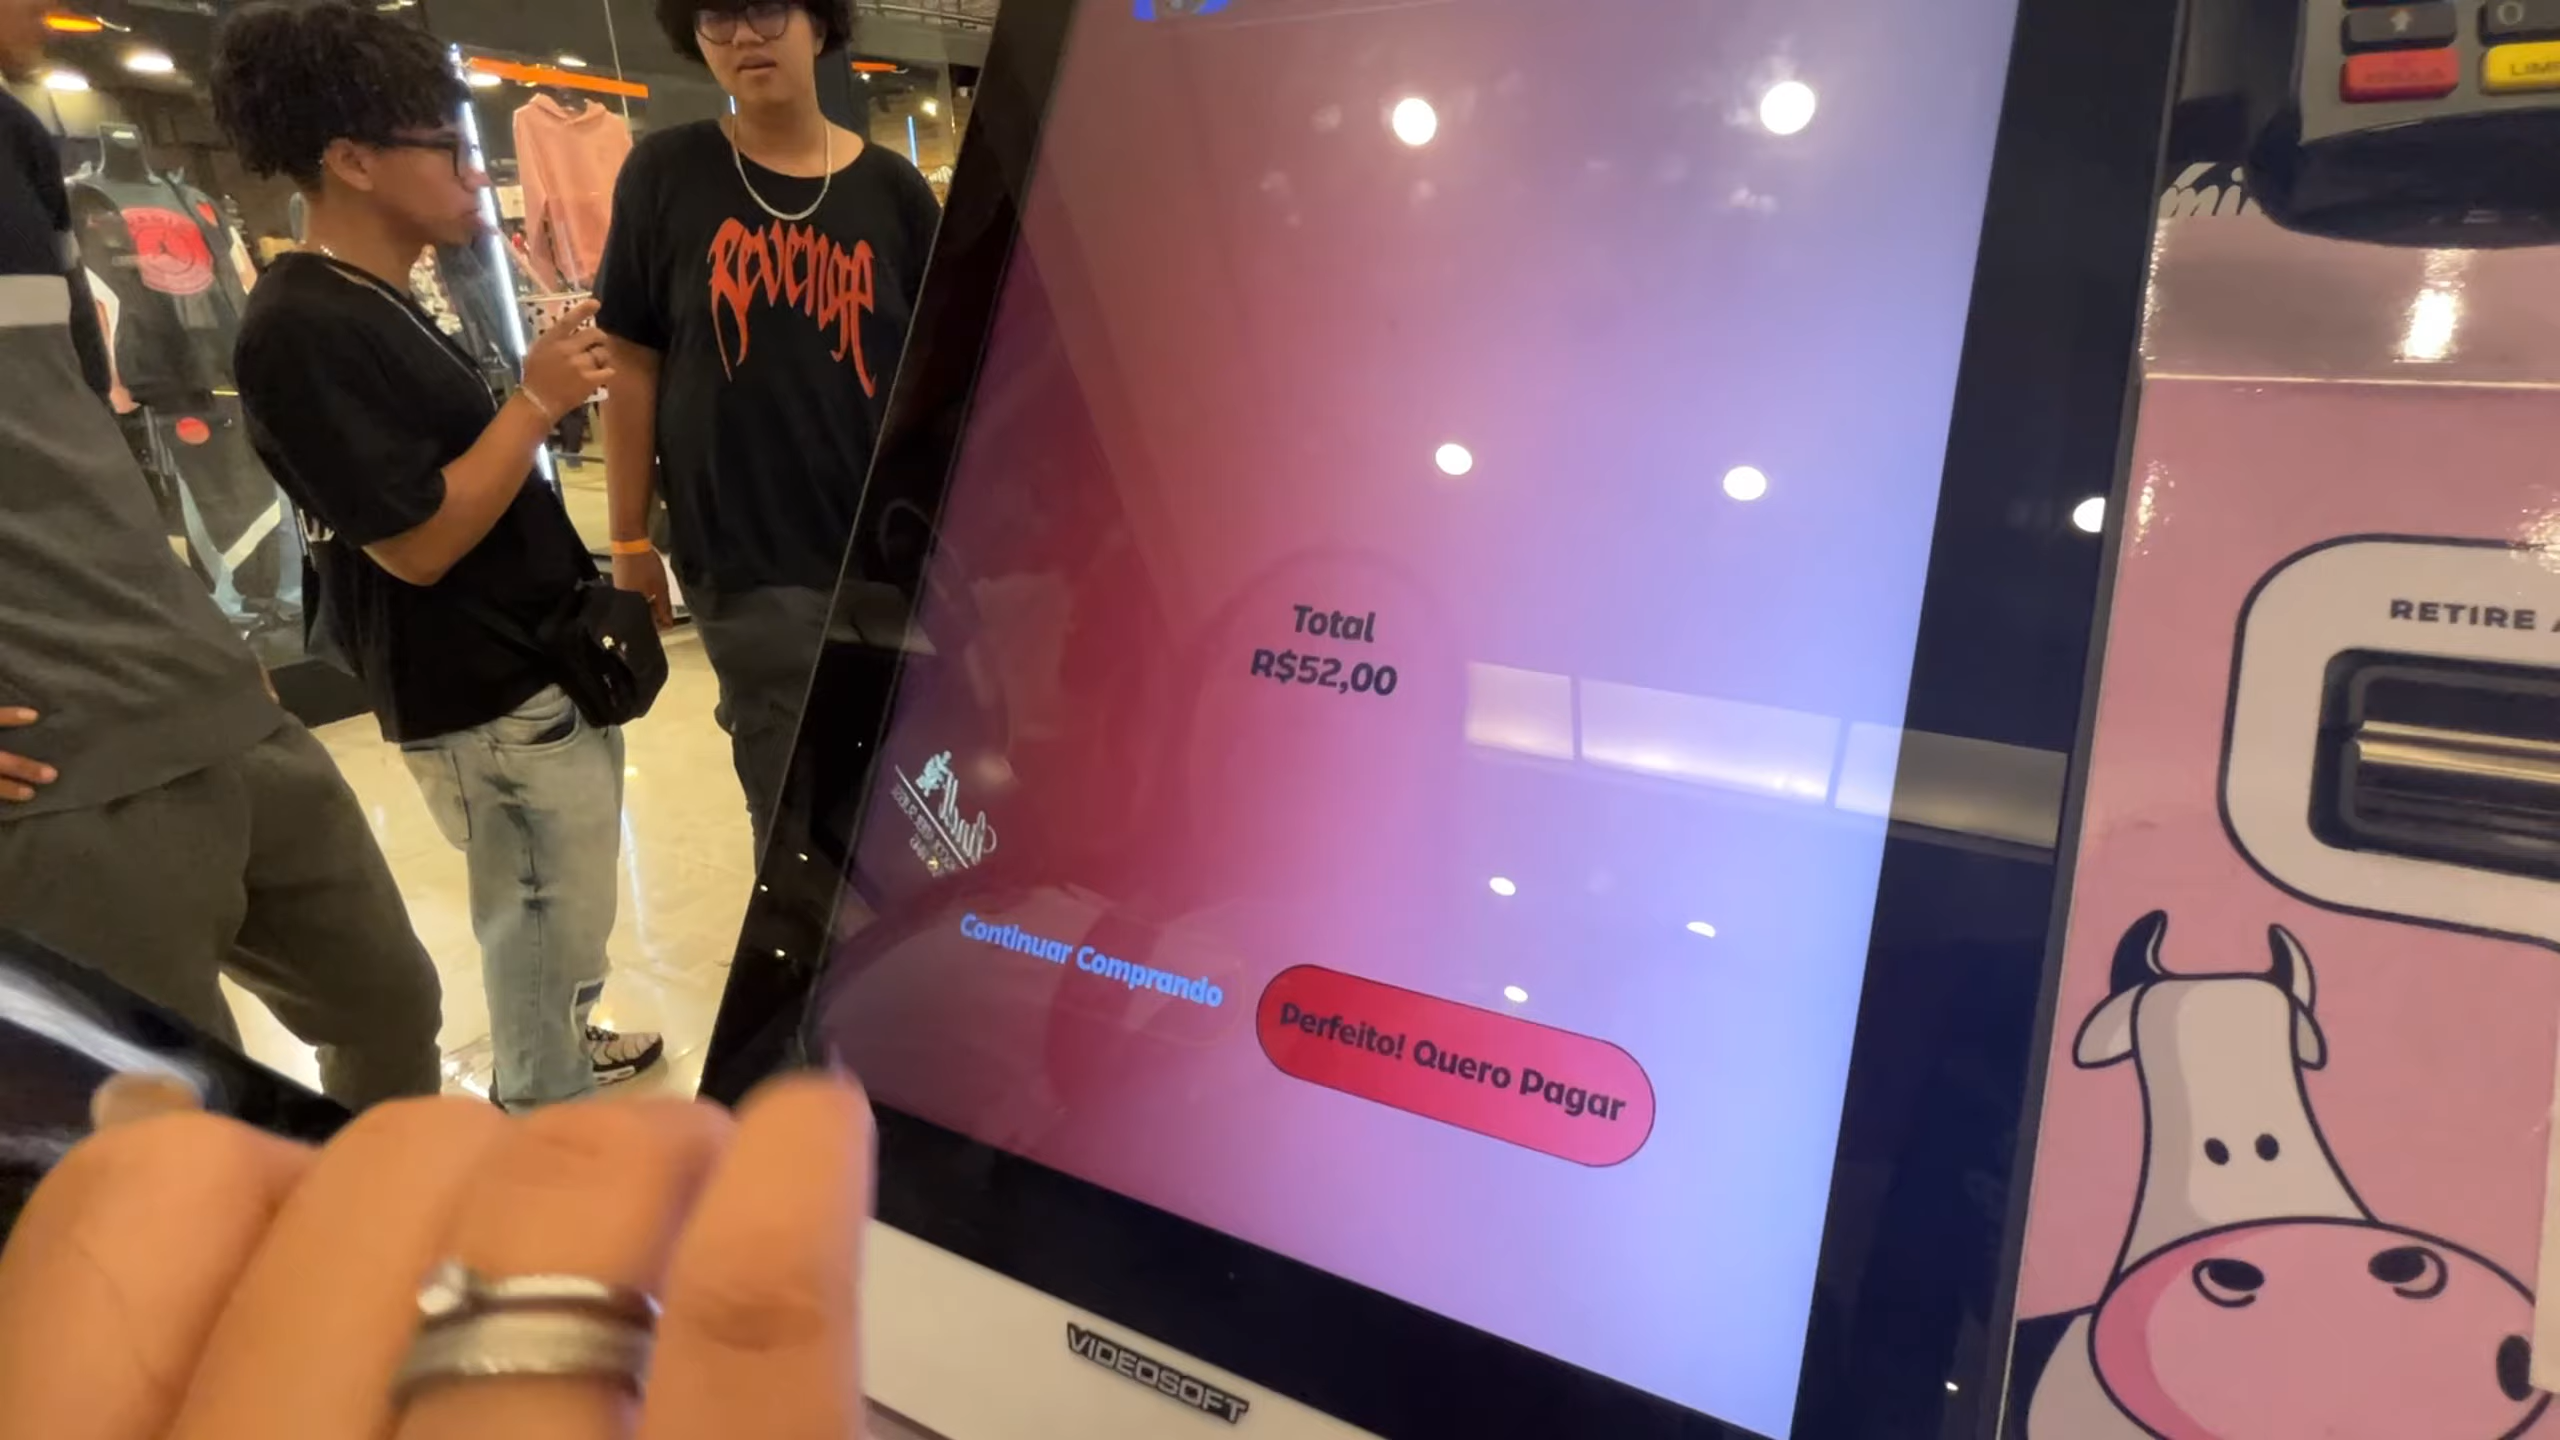 Revenge
Total
R$52,00
Continuar Comprando
Perfeito! Quero Pagar
VIDEOSOFT
RETIRE